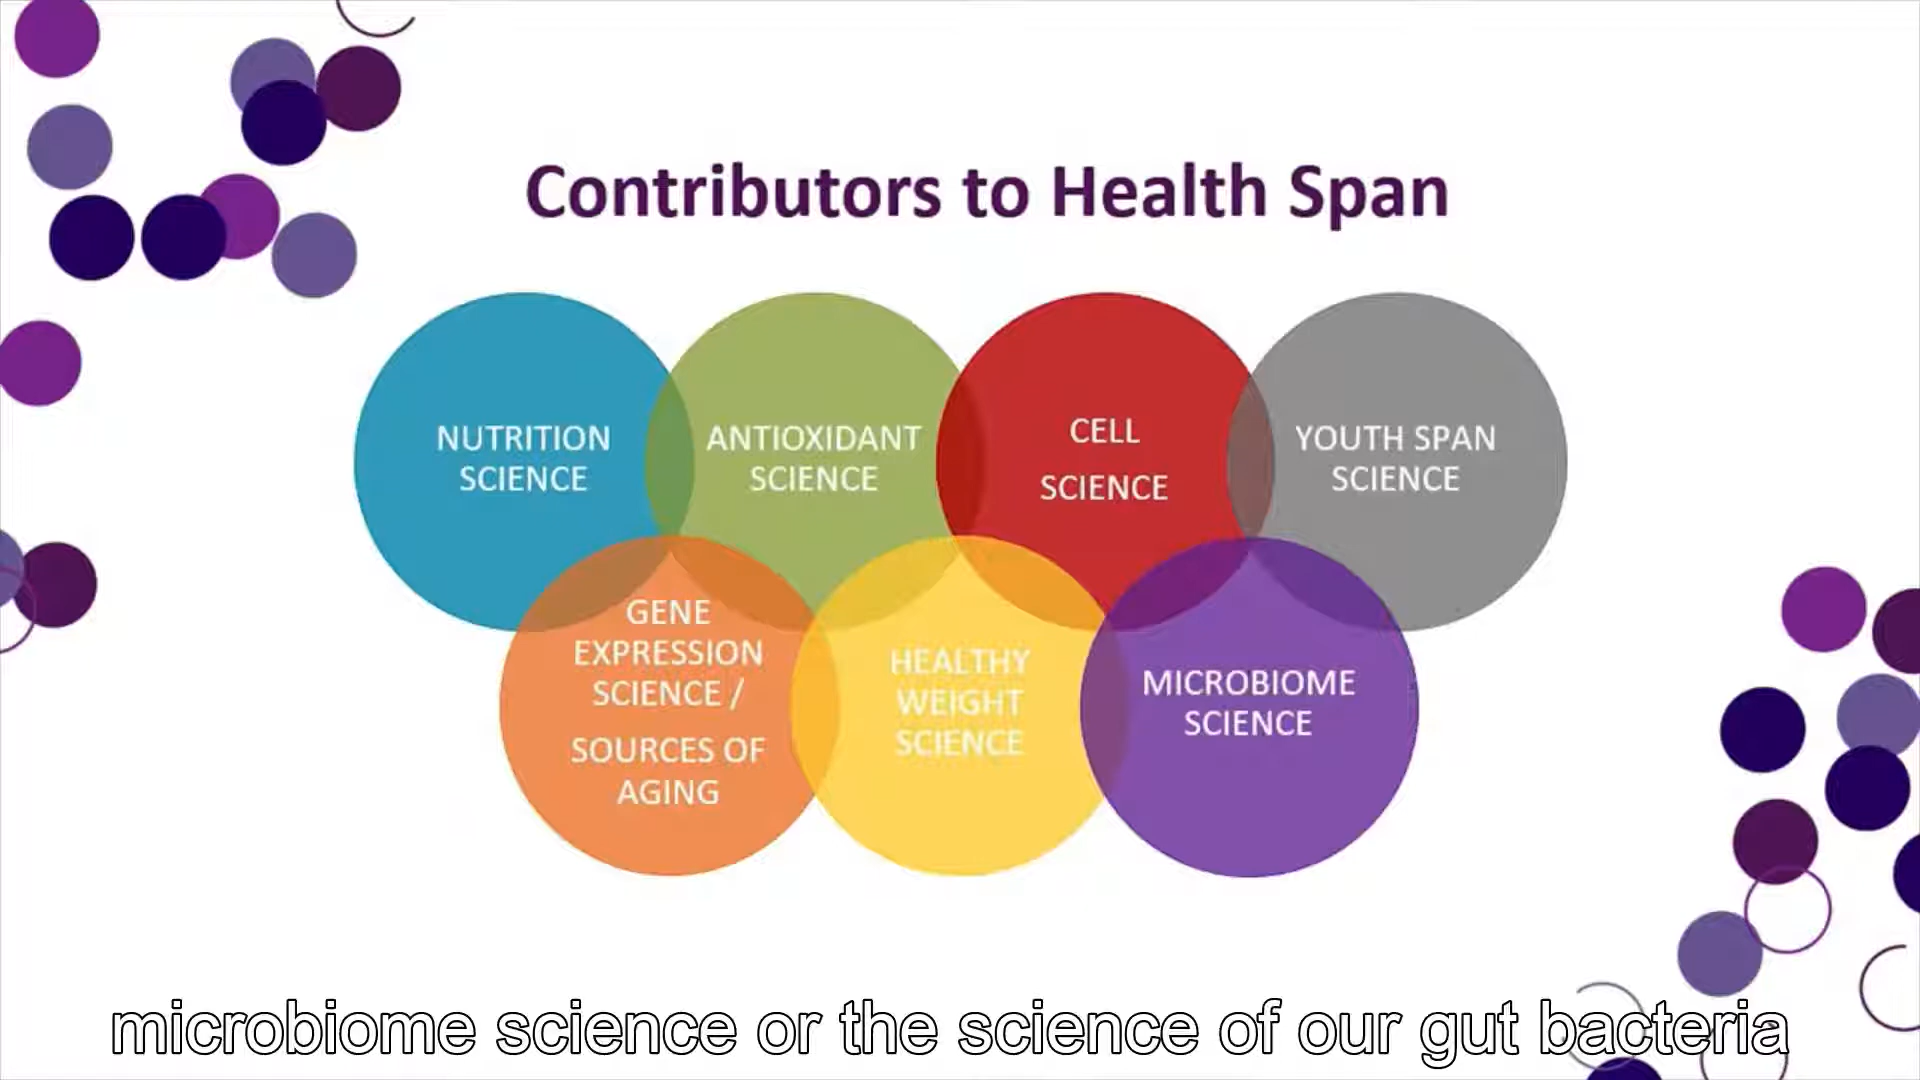 Contributors to Health Span
NUTRITION
SCIENCE
ANTIOXIDANT
SCIENCE
CELL
SCIENCE
YOUTH SPAN
SCIENCE
GENE
EXPRESSION
SCIENCE /
SOURCES OF
AGING
HEALTHY
WEIGHT
SCIENCE
MICROBIOME
SCIENCE
microbiome science or the science of our gut bacteria